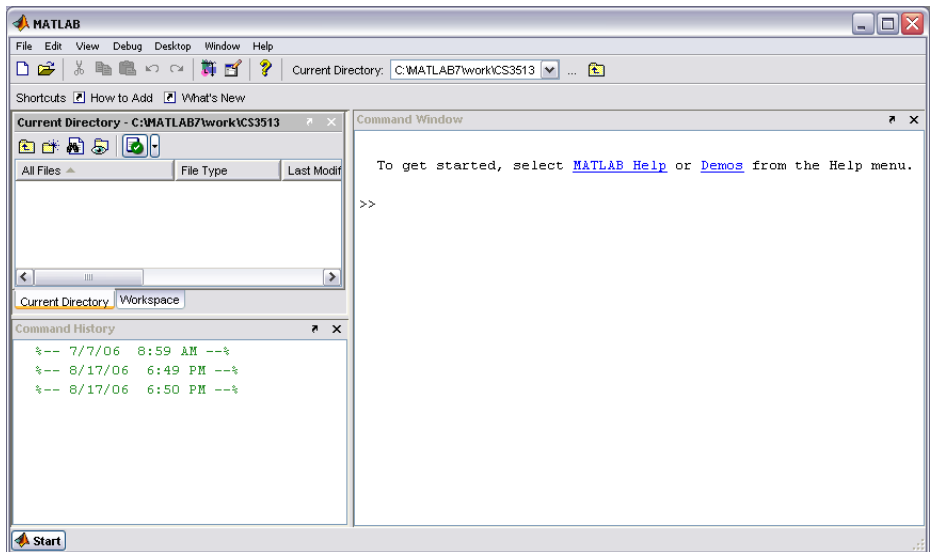 MATLAB
File Edit View Debug Desktop Window Help
Current Directory: C:\MATLAB7\work\CS3513 ...
Shortcuts How to Add What's New
Current Directory - C:\MATLAB7\work\CS3513
All Files File Type Last Modif
Current Directory Workspace
Command History
%-- 7/7/06 8:59 AM --%
%-- 8/17/06 6:49 PM --%
%-- 8/17/06 6:50 PM --%
Command Window
To get started, select MATLAB Help or Demos from the Help menu.
>>
Start